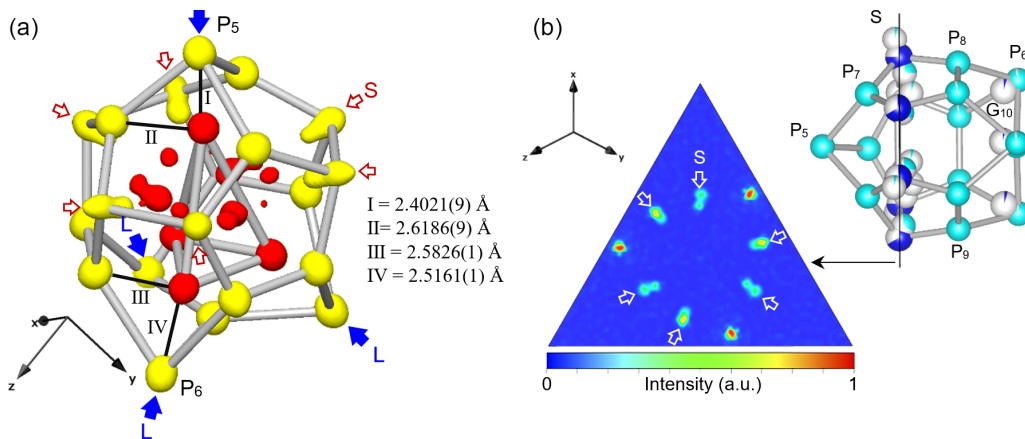 (a)
P₅
S
I
II
L
I = 2.4021(9) Å
II= 2.6186(9) Å
III = 2.5826(1) Å
IV = 2.5161(1) Å
III
IV
x
y
z
L
P₆
L
(b)
S
P₈
P₆
P₇
G₁₀
P₅
x
z
y
S
P₉
0
Intensity (a.u.)
1